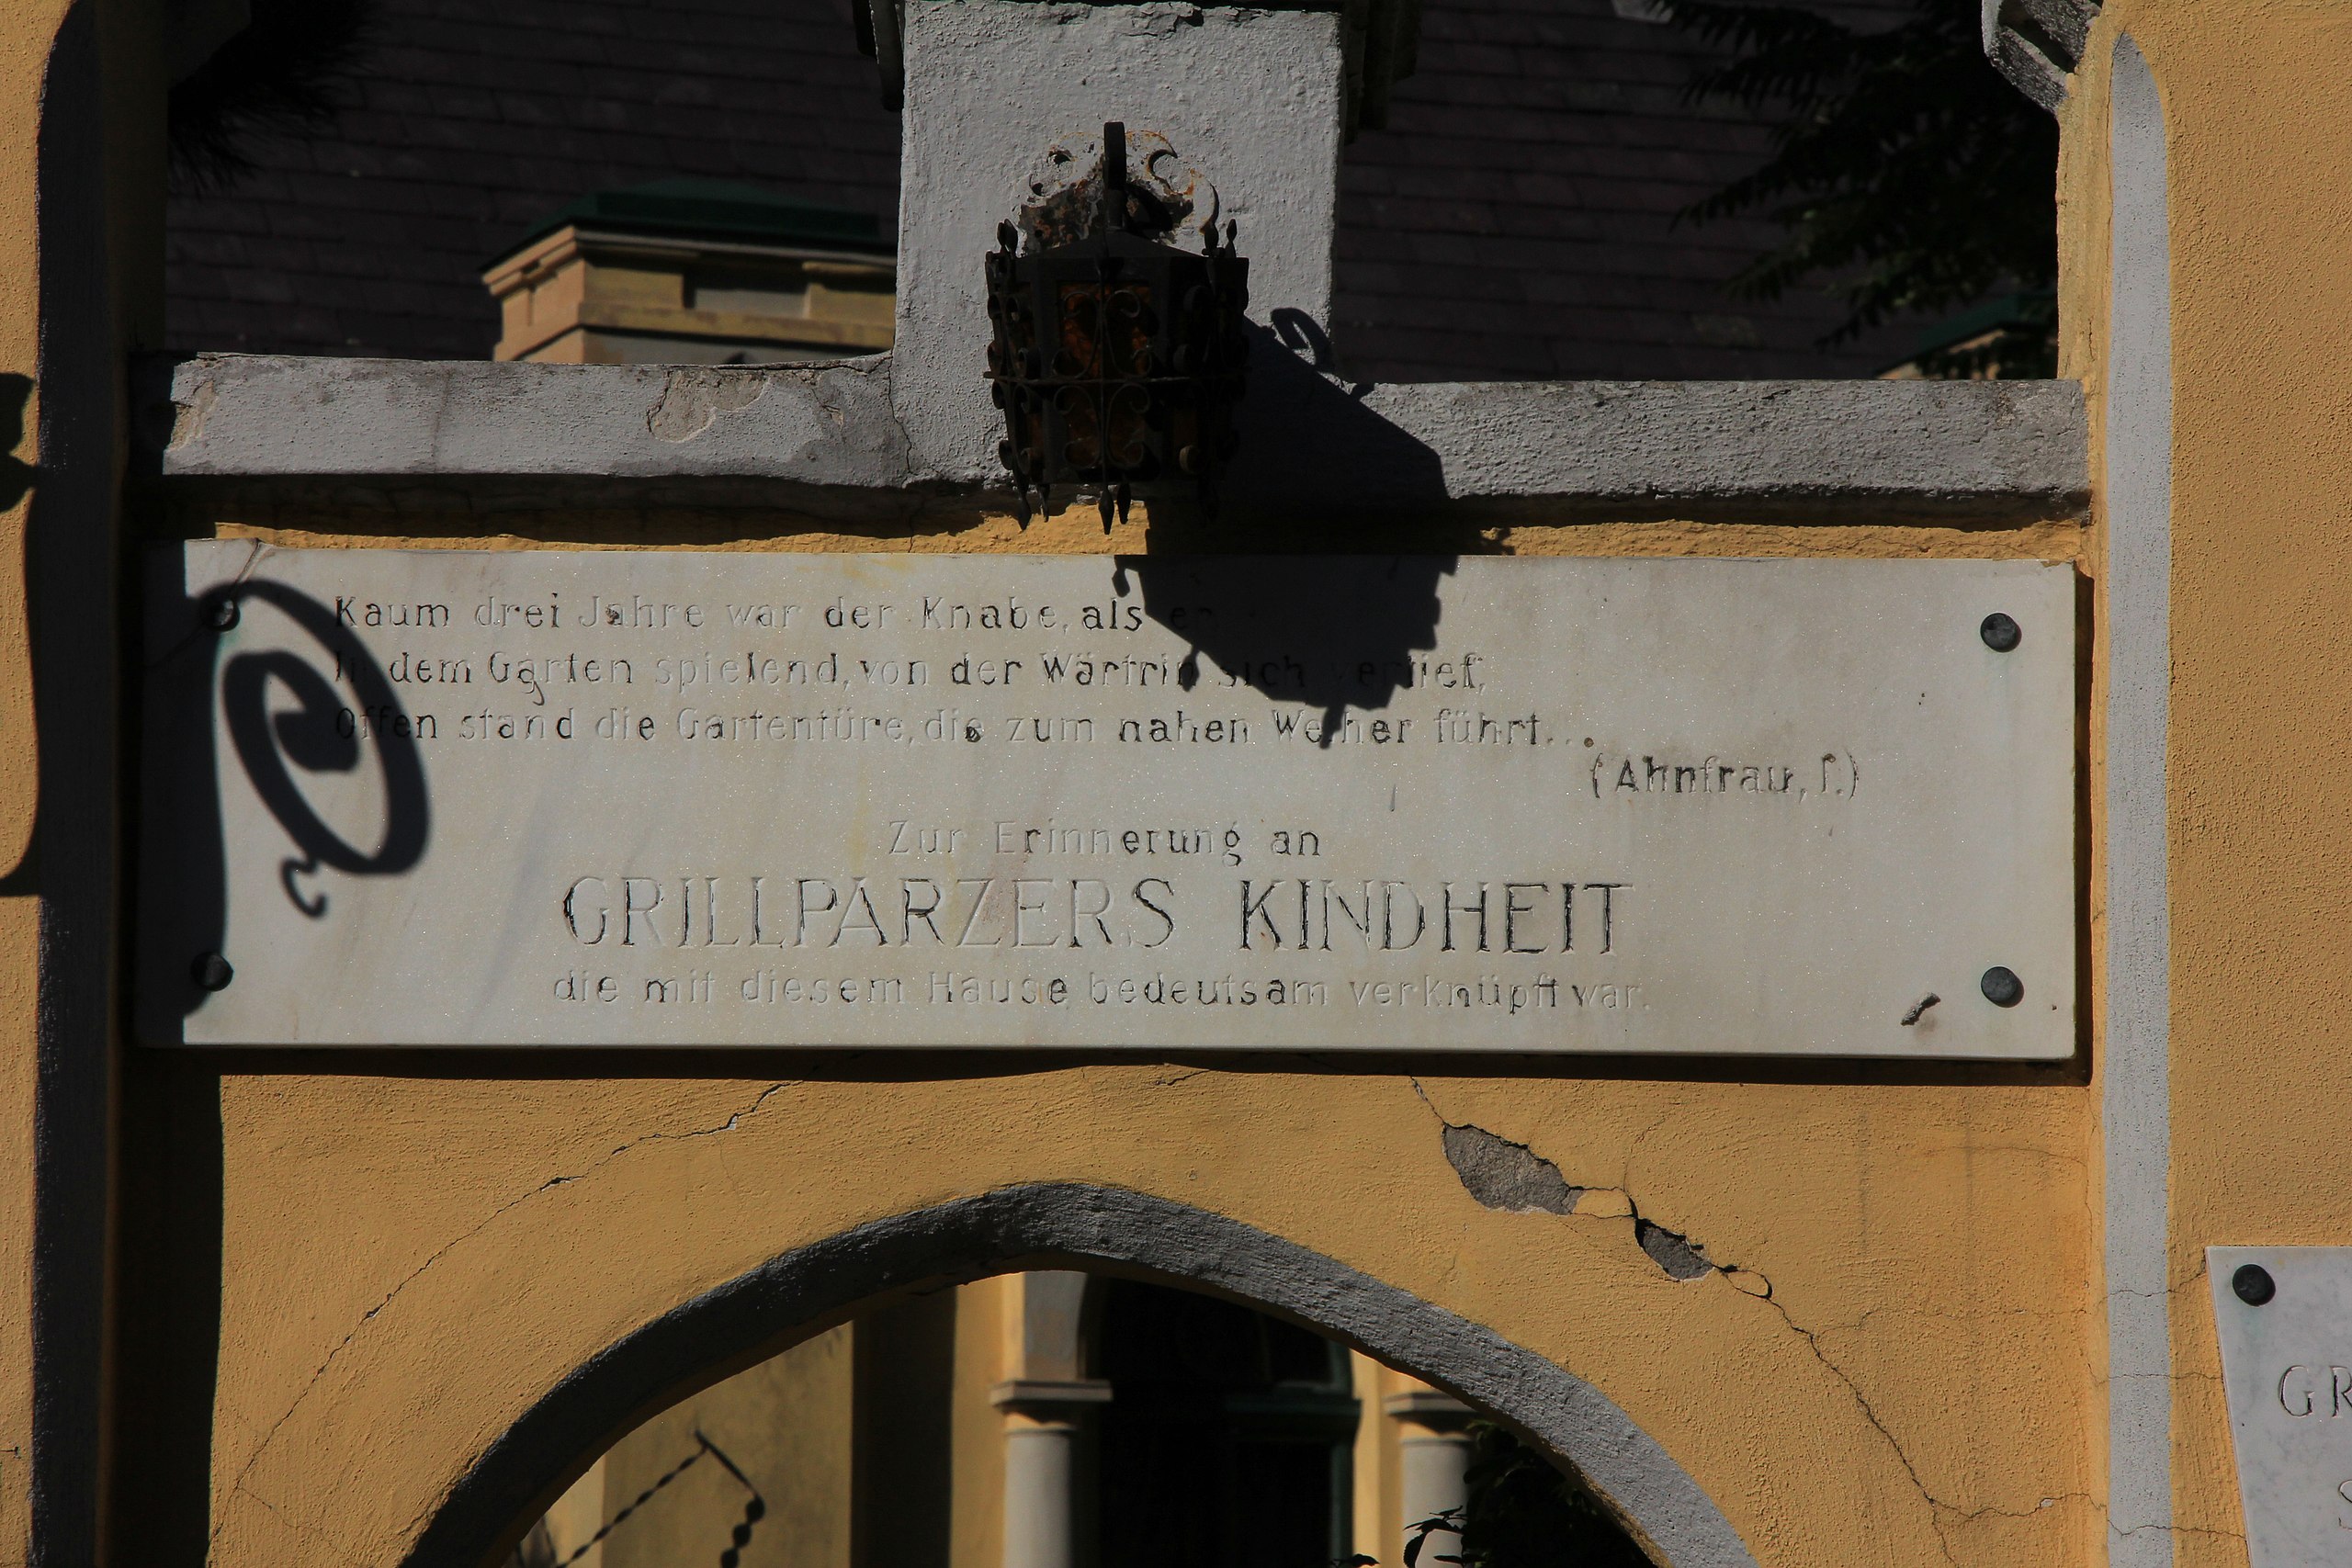 Kaum drei Jahre war der Knabe, als er
In dem Garten spielend, von der Wärtrin sich verlief,
Offen stand die Gartentüre, die zum nahen Weiher führt...
(Ahnfrau, I.)
Zur Erinnerung an
GRILLPARZERS KINDHEIT
die mit diesem Hause bedeutsam verknüpft war.
GR
S